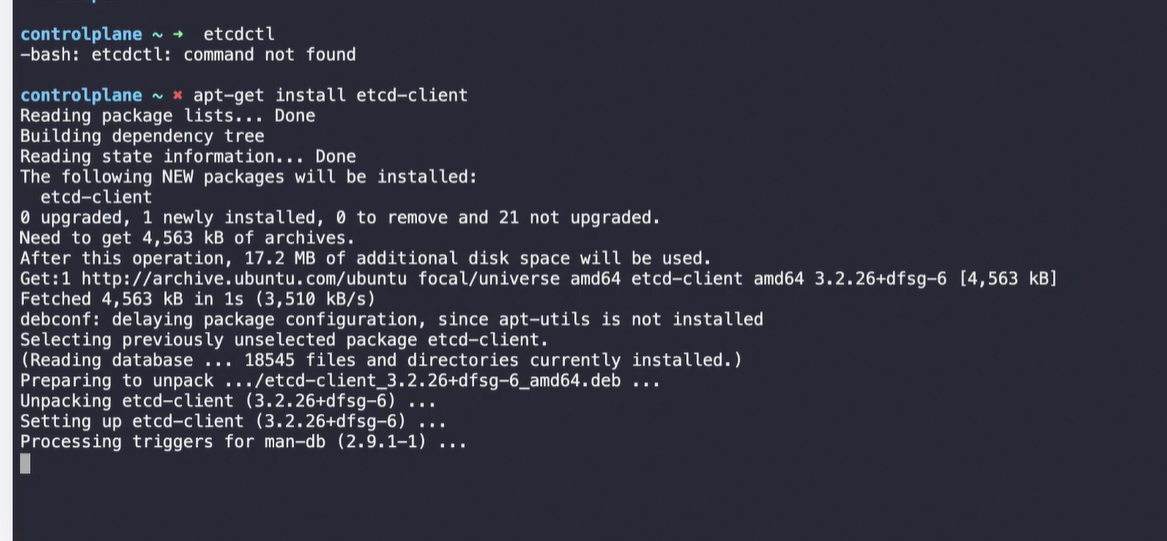 controlplane ~ ➜  etcdctl
-bash: etcdctl: command not found
controlplane ~ ✖ apt-get install etcd-client
Reading package lists... Done
Building dependency tree
Reading state information... Done
The following NEW packages will be installed:
  etcd-client
0 upgraded, 1 newly installed, 0 to remove and 21 not upgraded.
Need to get 4,563 kB of archives.
After this operation, 17.2 MB of additional disk space will be used.
Get:1 http://archive.ubuntu.com/ubuntu focal/universe amd64 etcd-client amd64 3.2.26+dfsg-6 [4,563 kB]
Fetched 4,563 kB in 1s (3,510 kB/s)
debconf: delaying package configuration, since apt-utils is not installed
Selecting previously unselected package etcd-client.
(Reading database ... 18545 files and directories currently installed.)
Preparing to unpack .../etcd-client_3.2.26+dfsg-6_amd64.deb ...
Unpacking etcd-client (3.2.26+dfsg-6) ...
Setting up etcd-client (3.2.26+dfsg-6) ...
Processing triggers for man-db (2.9.1-1) ...